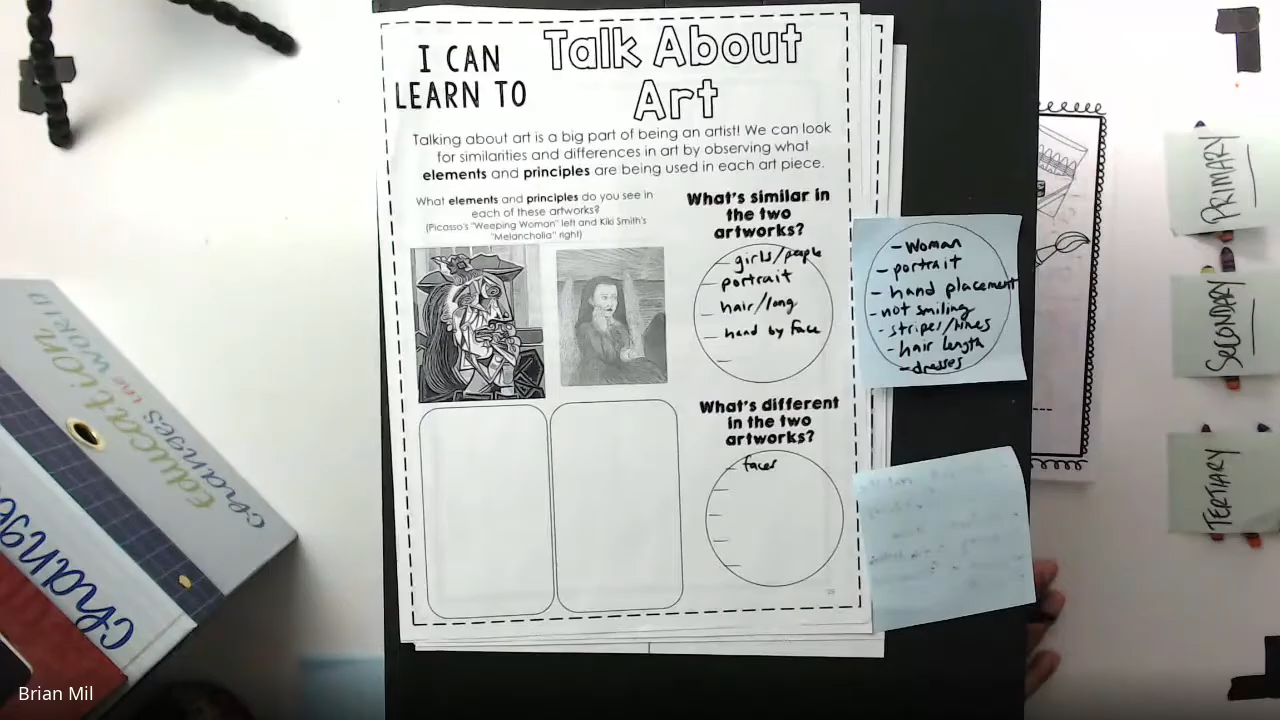 I CAN
LEARN TO
Talk About
Art
Talking about art is a big part of being an artist! We can look
for similarities and differences in art by observing what
elements and principles are being used in each art piece.
What elements and principles do you see in
each of these artworks?
(Picasso's "Weeping Woman" left and Kiki Smith's
"Melancholia" right)
What's similar in
the two
artworks?
girls/people
portrait
hair/long
hand by face
What's different
in the two
artworks?
faces
- Woman
- portrait
- hand placement
- not smiling
- stripes/lines
- hair length
- dresses
PRIMARY
SECONDARY
TERTIARY
WORLD
Education
changes the world
Change
change
Brian Mil